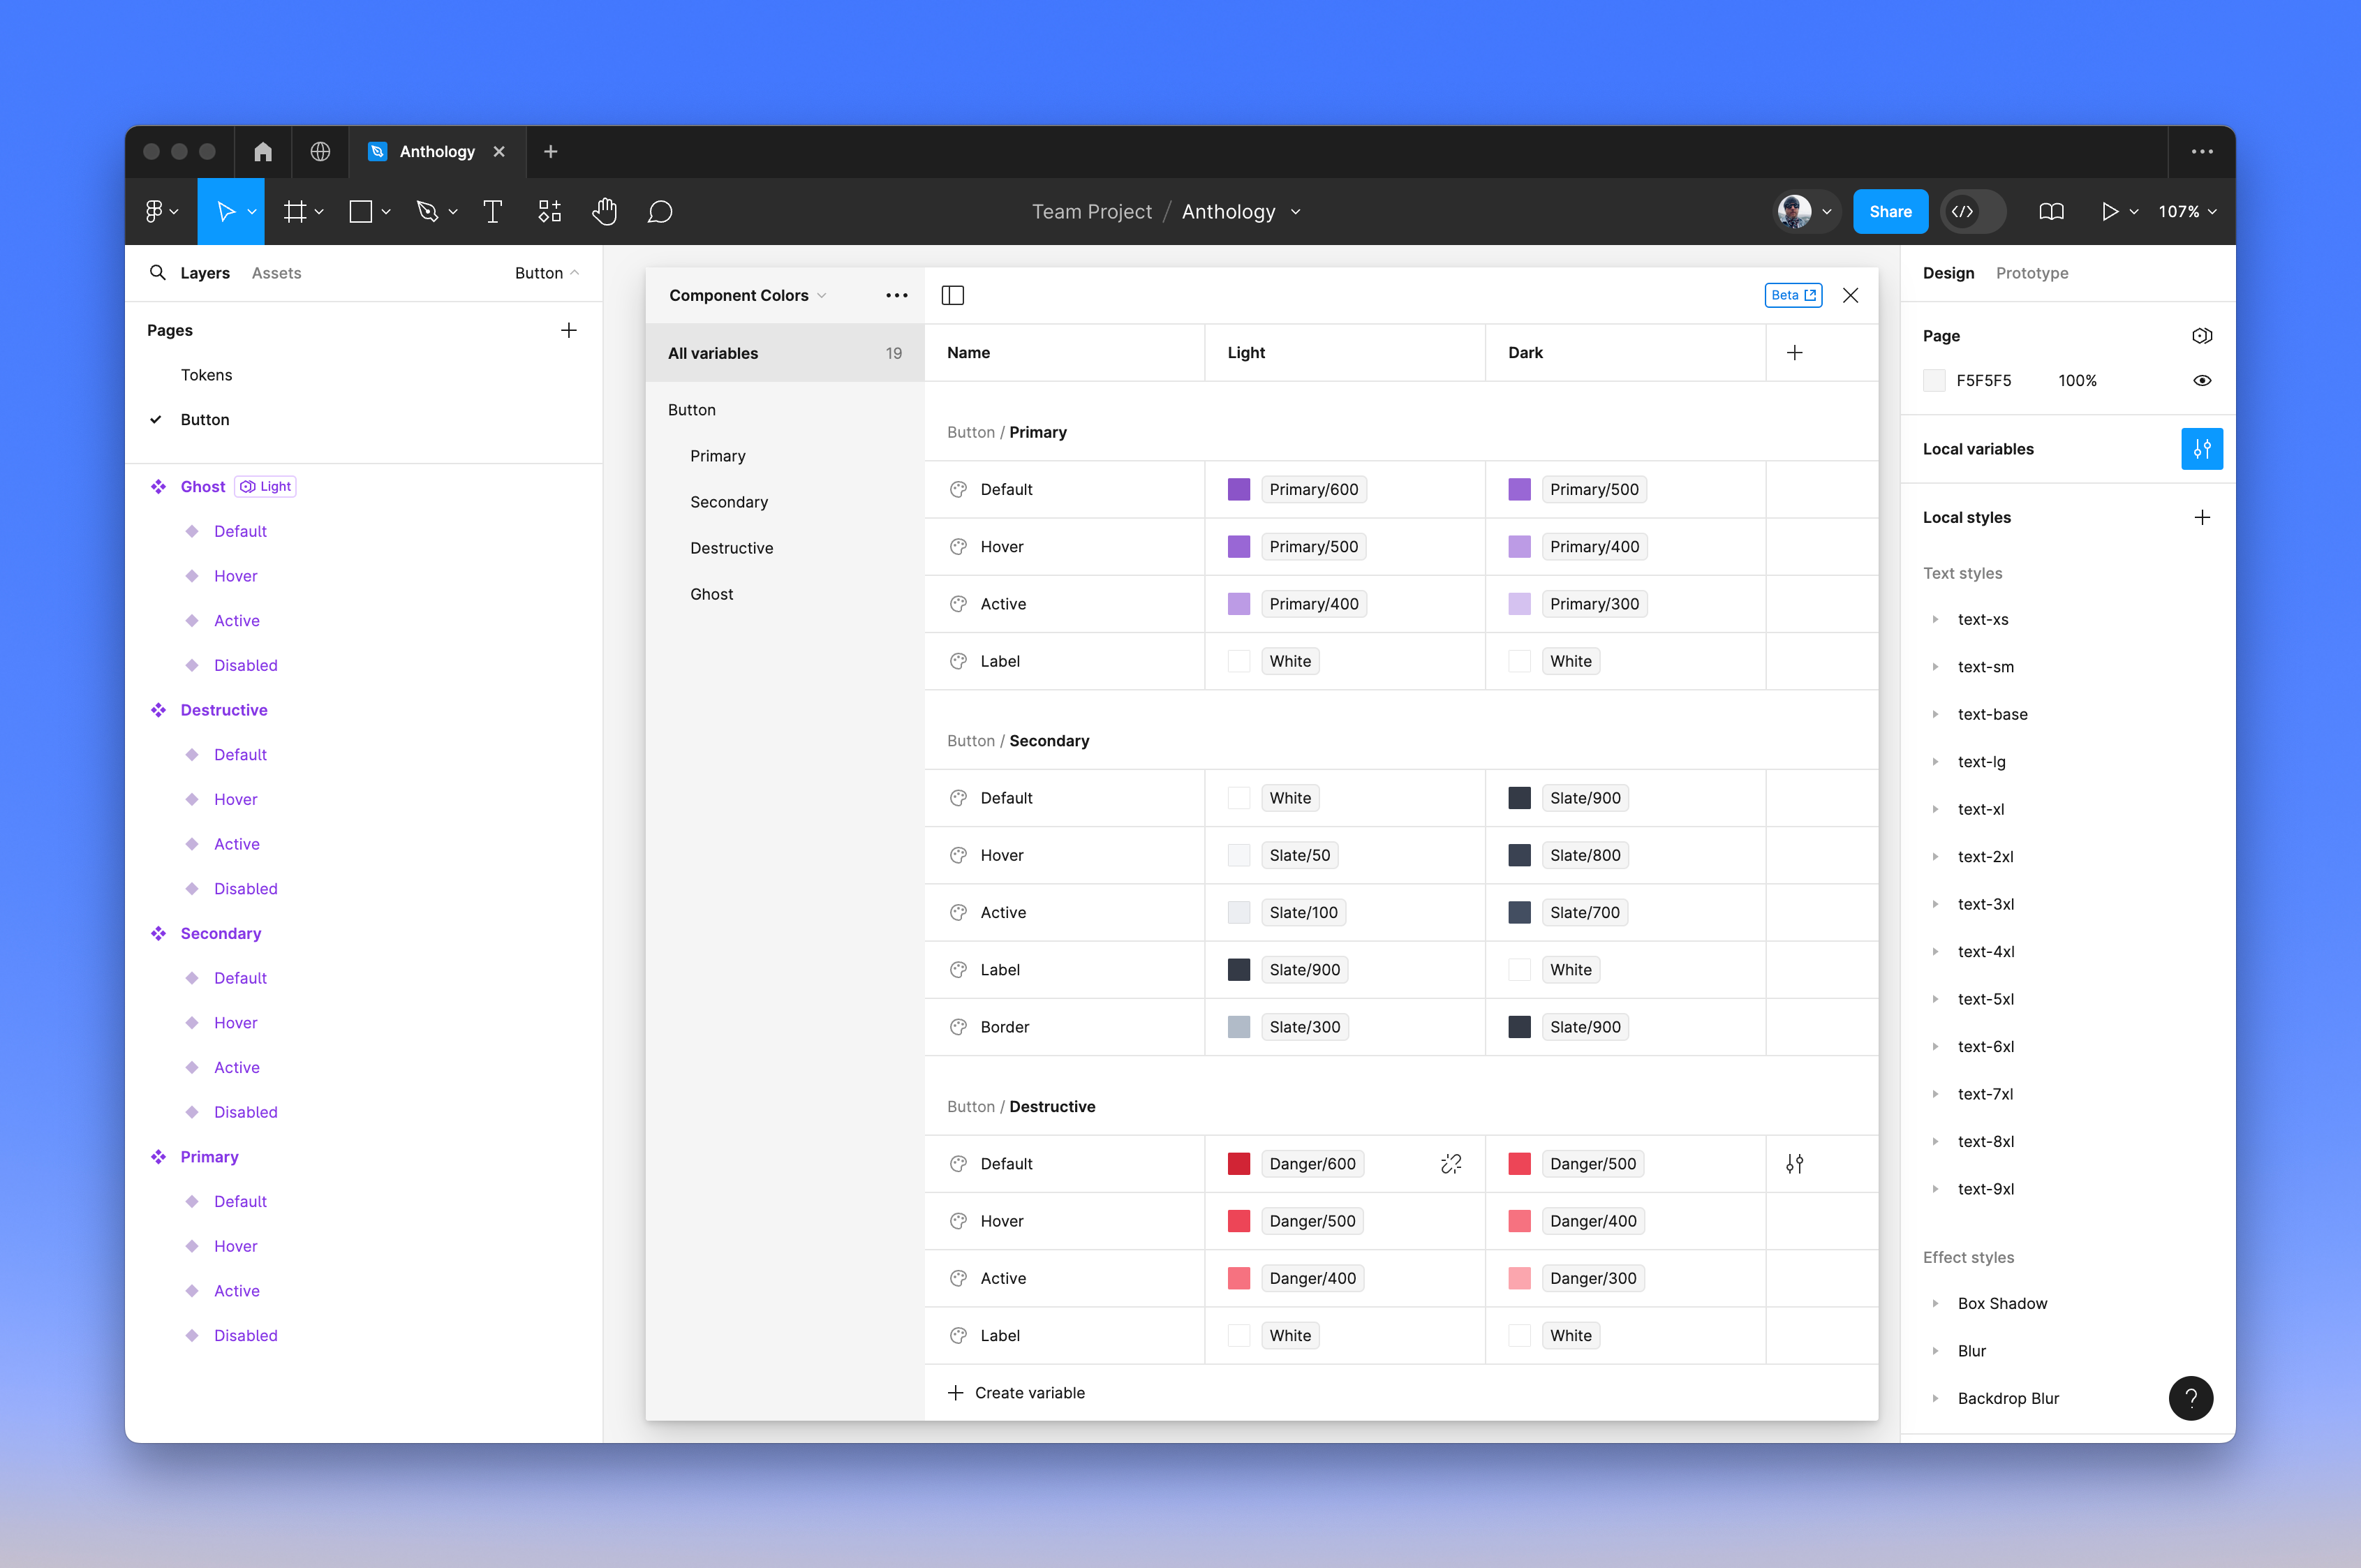 Anthology
Team Project / Anthology
Share
107%
Layers
Assets
Button
Pages
Tokens
Button
Ghost
Light
Default
Hover
Active
Disabled
Destructive
Default
Hover
Active
Disabled
Secondary
Default
Hover
Active
Disabled
Primary
Default
Hover
Active
Disabled
Component Colors
All variables 19
Button
Primary
Secondary
Destructive
Ghost
Beta
Name Light Dark
Button / Primary
Default Primary/600 Primary/500
Hover Primary/500 Primary/400
Active Primary/400 Primary/300
Label White White
Button / Secondary
Default White Slate/900
Hover Slate/50 Slate/800
Active Slate/100 Slate/700
Label Slate/900 White
Border Slate/300 Slate/900
Button / Destructive
Default Danger/600 Danger/500
Hover Danger/500 Danger/400
Active Danger/400 Danger/300
Label White White
Create variable
Design Prototype
Page
F5F5F5 100%
Local variables
Local styles
Text styles
text-xs
text-sm
text-base
text-lg
text-xl
text-2xl
text-3xl
text-4xl
text-5xl
text-6xl
text-7xl
text-8xl
text-9xl
Effect styles
Box Shadow
Blur
Backdrop Blur
?